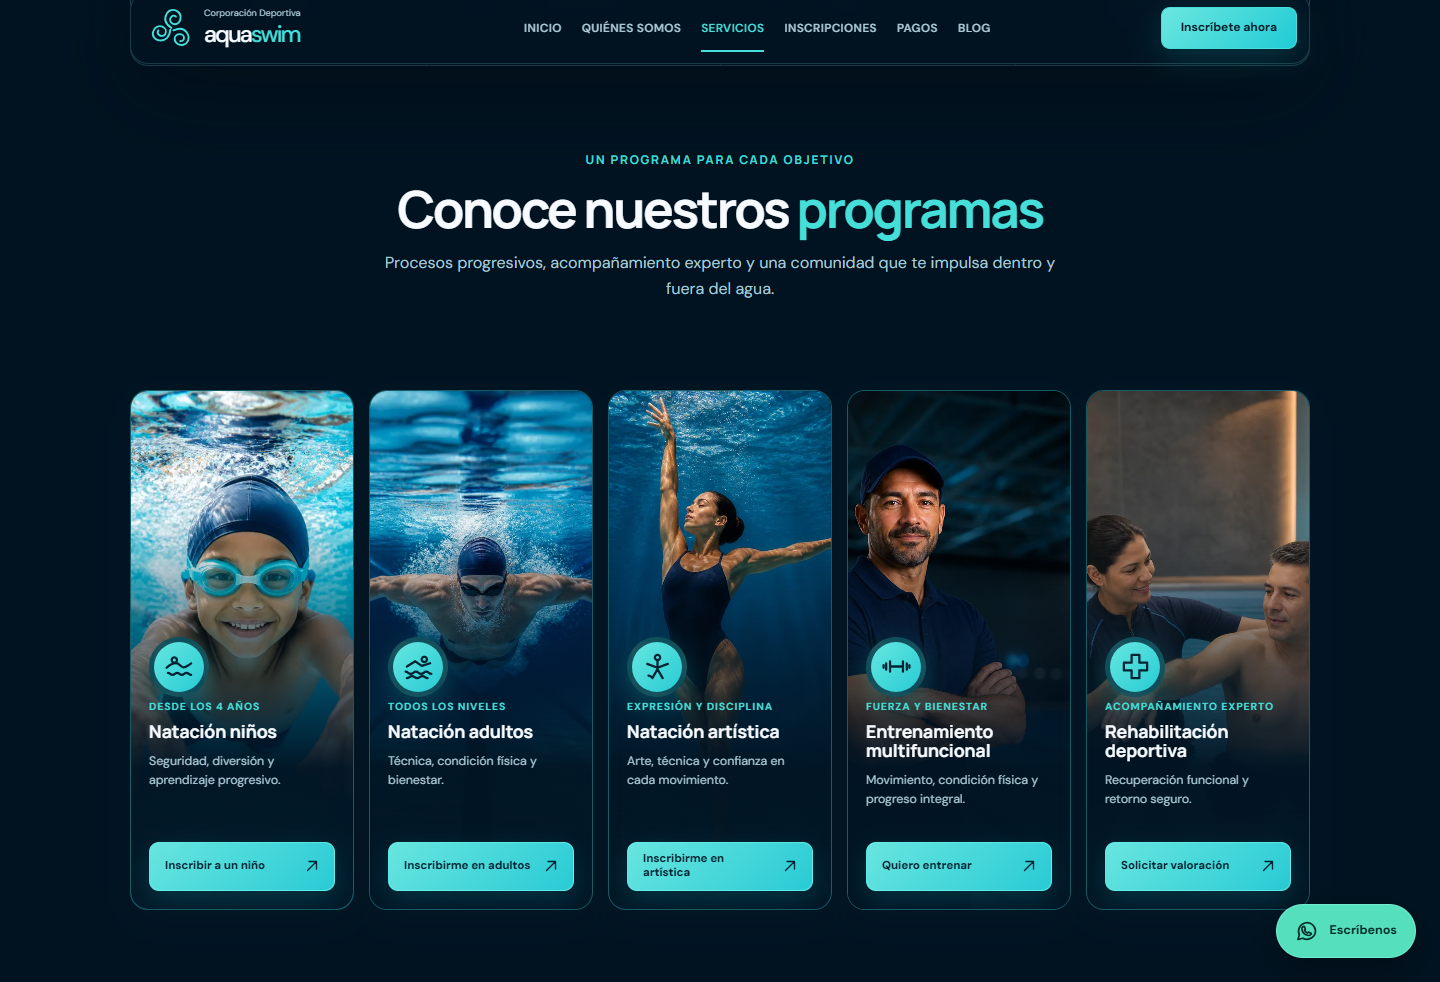 Corporación Deportiva
aquaswim
INICIO
QUIÉNES SOMOS
SERVICIOS
INSCRIPCIONES
PAGOS
BLOG
Inscríbete ahora
UN PROGRAMA PARA CADA OBJETIVO
Conoce nuestros programas
Procesos progresivos, acompañamiento experto y una comunidad que te impulsa dentro y
fuera del agua.
DESDE LOS 4 AÑOS
Natación niños
Seguridad, diversión y
aprendizaje progresivo.
Inscribir a un niño
TODOS LOS NIVELES
Natación adultos
Técnica, condición física y
bienestar.
Inscribirme en adultos
EXPRESIÓN Y DISCIPLINA
Natación artística
Arte, técnica y confianza en
cada movimiento.
Inscribirme en
artística
FUERZA Y BIENESTAR
Entrenamiento
multifuncional
Movimiento, condición física y
progreso integral.
Quiero entrenar
ACOMPAÑAMIENTO EXPERTO
Rehabilitación
deportiva
Recuperación funcional y
retorno seguro.
Solicitar valoración
Escríbenos